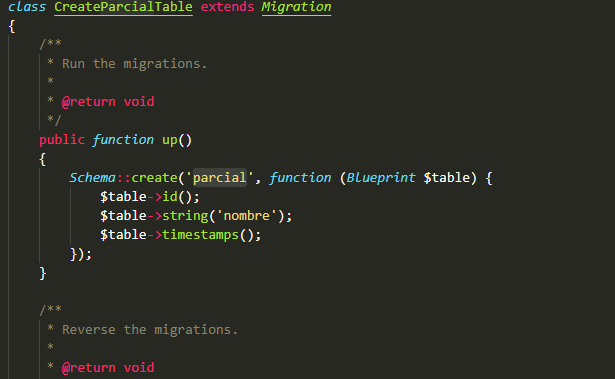 class CreateParcialTable extends Migration
{
    /**
     * Run the migrations.
     *
     * @return void
     */
    public function up()
    {
        Schema::create('parcial', function (Blueprint $table) {
            $table->id();
            $table->string('nombre');
            $table->timestamps();
        });
    }

    /**
     * Reverse the migrations.
     *
     * @return void